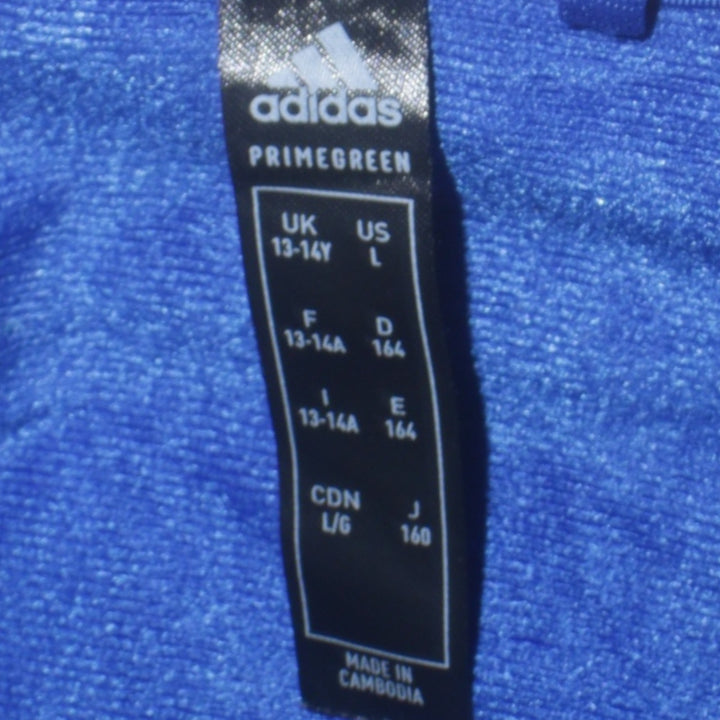 adidas
PRIMEGREEN
UK US
13-14Y L
F D
13-14A 164
I E
13-14A 164
CDN J
L/G 160
MADE IN
CAMBODIA